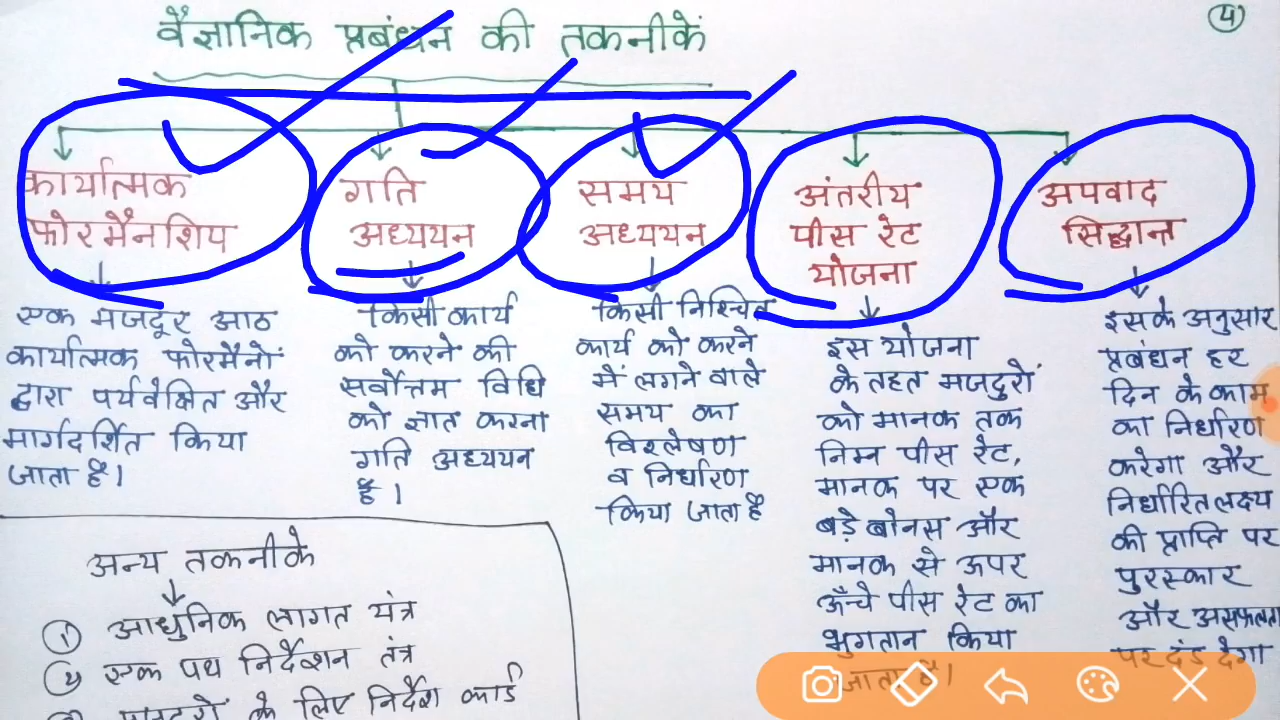 वैज्ञानिक प्रबंधन की तकनीकें
4
कार्यात्मक
फोरमैनशिप
एक मजदूर आठ
कार्यात्मक फोरमैनों
द्वारा पर्यवेक्षित और
मार्गदर्शित किया
जाता है।
गति
अध्ययन
किसी कार्य
को करने की
सर्वोत्तम विधि
को ज्ञात करना
गति अध्ययन
है।
समय
अध्ययन
किसी निश्चित
कार्य को करने
में लगने वाले
समय का
विश्लेषण
व निर्धारण
किया जाता है
अंतरीय
पीस रेट
योजना
इस योजना
के तहत मजदुरों
को मानक तक
निम्न पीस रेट,
मानक पर एक
बड़े बोनस और
मानक से ऊपर
ऊँचे पीस रेट का
भुगतान किया
जाता है।
अपवाद
सिद्धान्त
इसके अनुसार
प्रबंधन हर
दिन के काम
का निर्धारण
करेगा और
निर्धारित लक्ष्य
की प्राप्ति पर
पुरस्कार
और असफलता
पर दंड देगा
अन्य तकनीके
1 आधुनिक लागत यंत्र
2 एक पथ निर्देशन तंत्र
के लिए निर्देश कार्ड